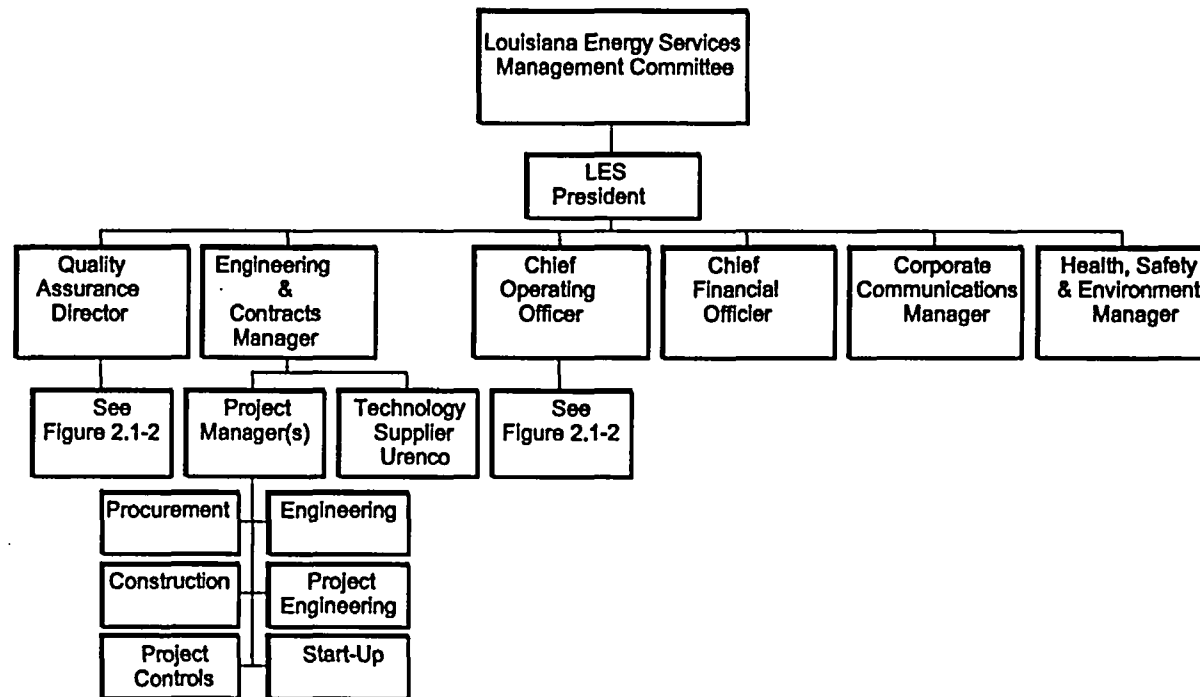 Louisiana Energy Services
Management Committee
LES
President
Quality
Assurance
Director
Engineering
&
Contracts
Manager
Chief
Operating
Officer
Chief
Financial
Officier
Corporate
Communications
Manager
Health, Safety
& Environment
Manager
See
Figure 2.1-2
Project
Manager(s)
Technology
Supplier
Urenco
See
Figure 2.1-2
Procurement
Engineering
Construction
Project
Engineering
Project
Controls
Start-Up